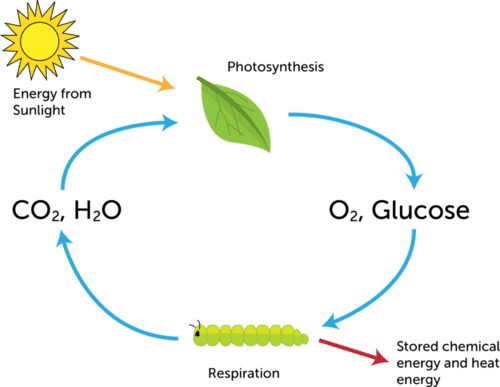 Photosynthesis
Energy from
Sunlight
CO₂, H₂O
O₂, Glucose
Respiration
Stored chemical
energy and heat
energy